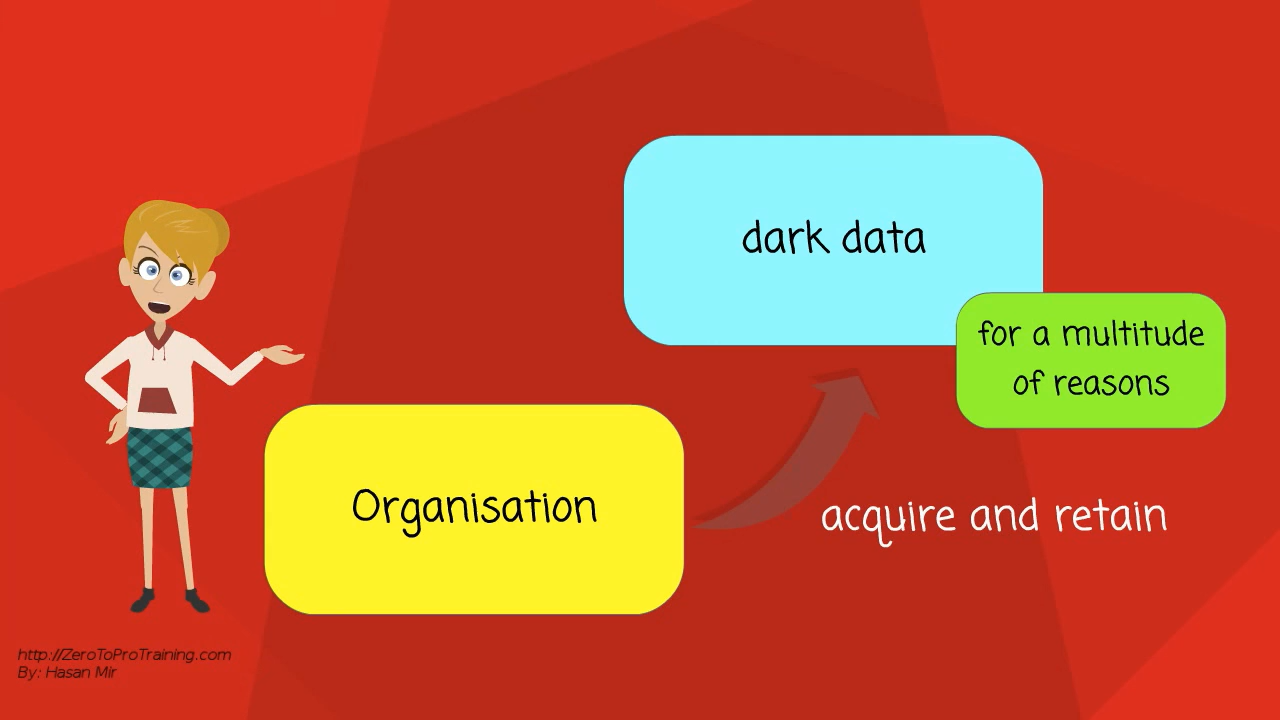 dark data
for a multitude
of reasons
Organisation
acquire and retain
http://ZeroToProTraining.com
By: Hasan Mir